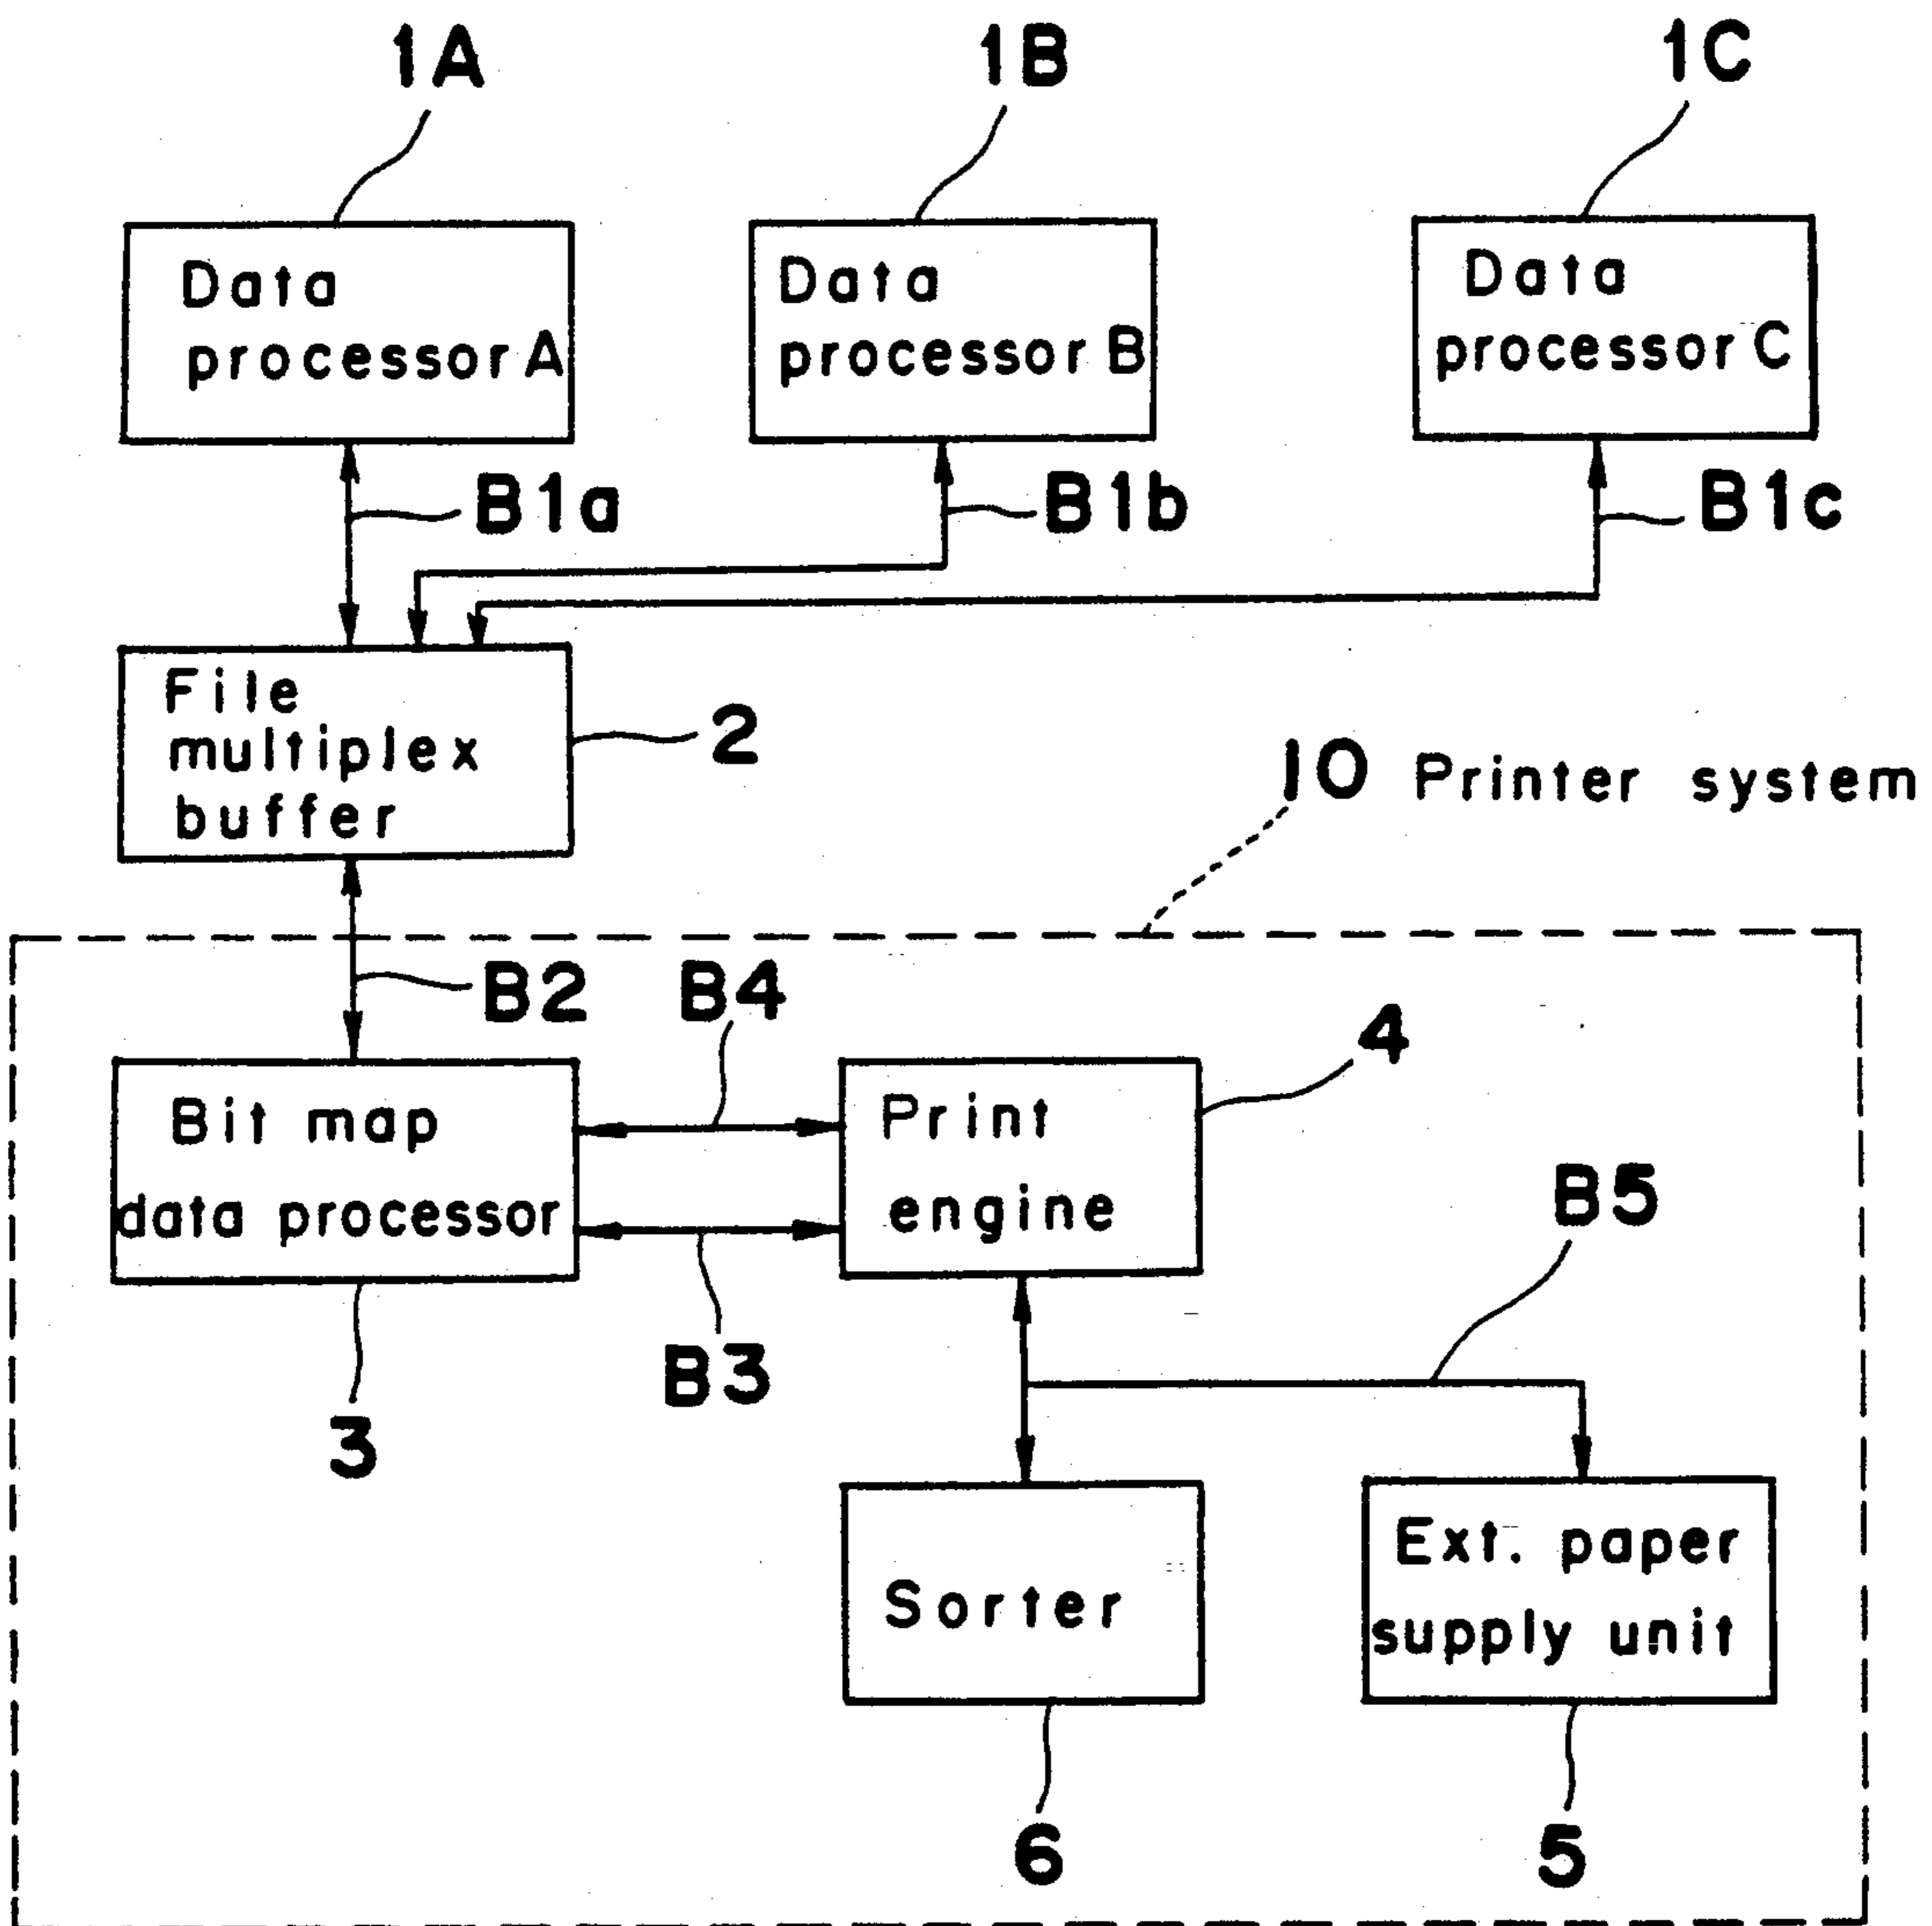 1A
1B
1C
Data
processor A
Data
processor B
Data
processor C
B1a
B1b
B1c
File
multiplex
buffer
2
10 Printer system
B2
B4
4
Bit map
data processor
Print
engine
B5
B3
3
Sorter
Ext. paper
supply unit
6
5